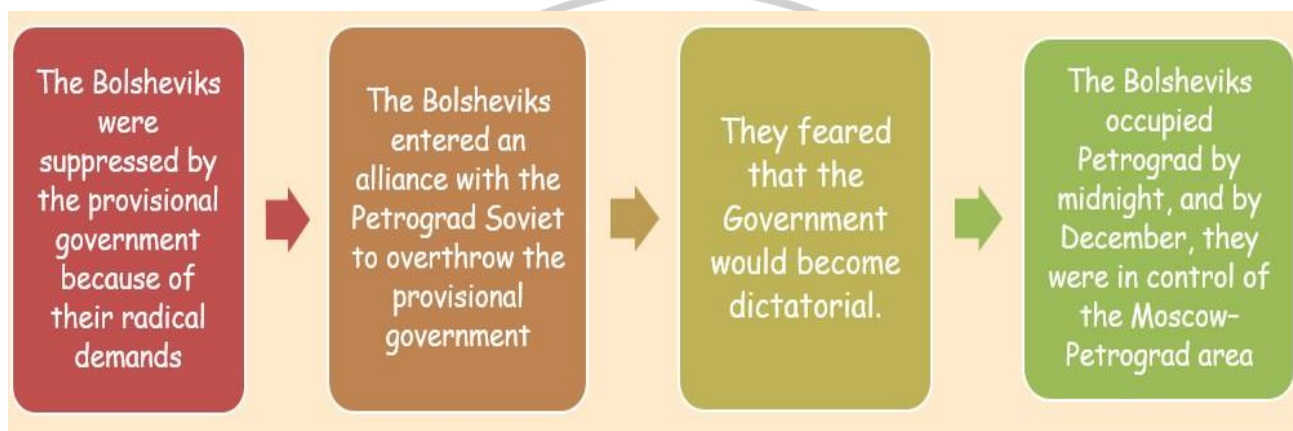 The Bolsheviks
were
suppressed by
the provisional
government
because of
their radical
demands
The Bolsheviks
entered an
alliance with the
Petrograd Soviet
to overthrow the
provisional
government
They feared
that the
Government
would become
dictatorial.
The Bolsheviks
occupied
Petrograd by
midnight, and by
December, they
were in control of
the Moscow–
Petrograd area